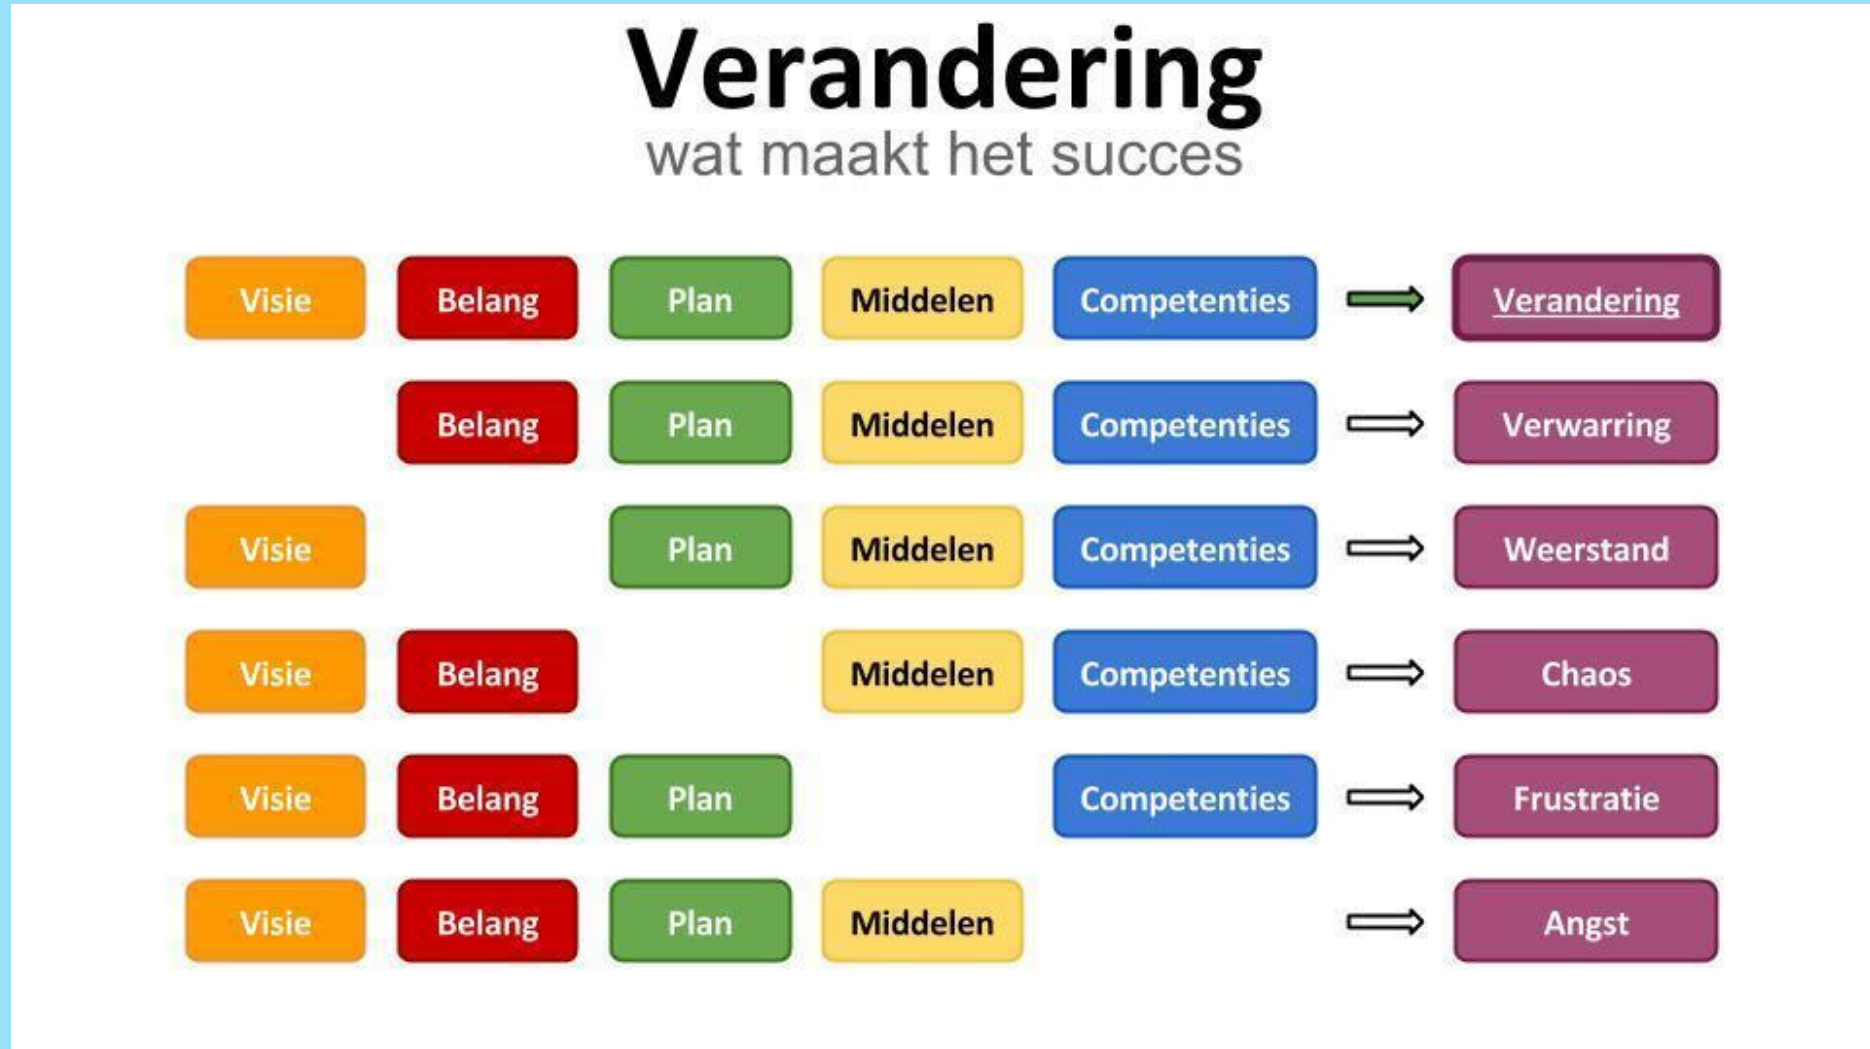 Verandering
wat maakt het succes
Visie Belang Plan Middelen Competenties Verandering
Belang Plan Middelen Competenties Verwarring
Visie Plan Middelen Competenties Weerstand
Visie Belang Middelen Competenties Chaos
Visie Belang Plan Competenties Frustratie
Visie Belang Plan Middelen Angst